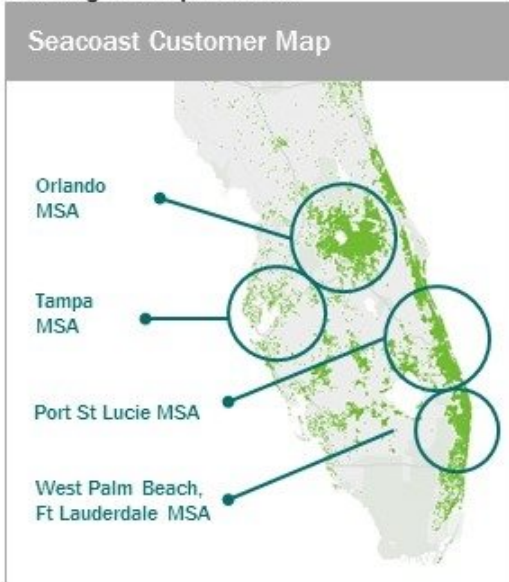 Seacoast Customer Map
Orlando
MSA
Tampa
MSA
Port St Lucie MSA
West Palm Beach,
Ft Lauderdale MSA